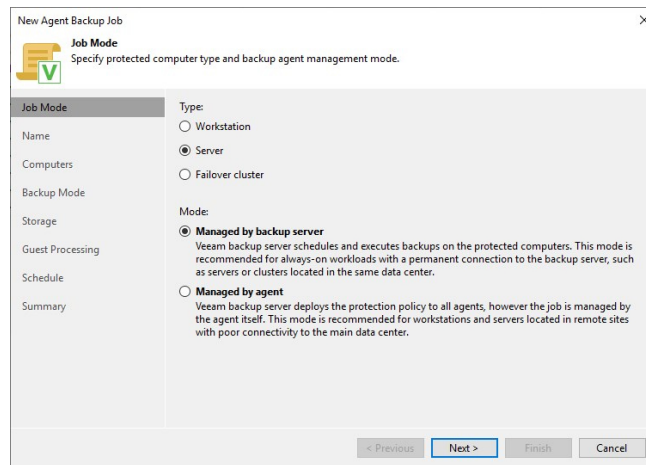 New Agent Backup Job
Job Mode
Specify protected computer type and backup agent management mode.
V
Job Mode
Name
Computers
Backup Mode
Storage
Guest Processing
Schedule
Summary
Type:
Workstation
Server
Failover cluster
Mode:
Managed by backup server
Veeam backup server schedules and executes backups on the protected computers. This mode is
recommended for always-on workloads with a permanent connection to the backup server, such
as servers or clusters located in the same data center.
Managed by agent
Veeam backup server deploys the protection policy to all agents, however the job is managed by
the agent itself. This mode is recommended for workstations and servers located in remote sites
with poor connectivity to the main data center.
< Previous
Next >
Finish
Cancel